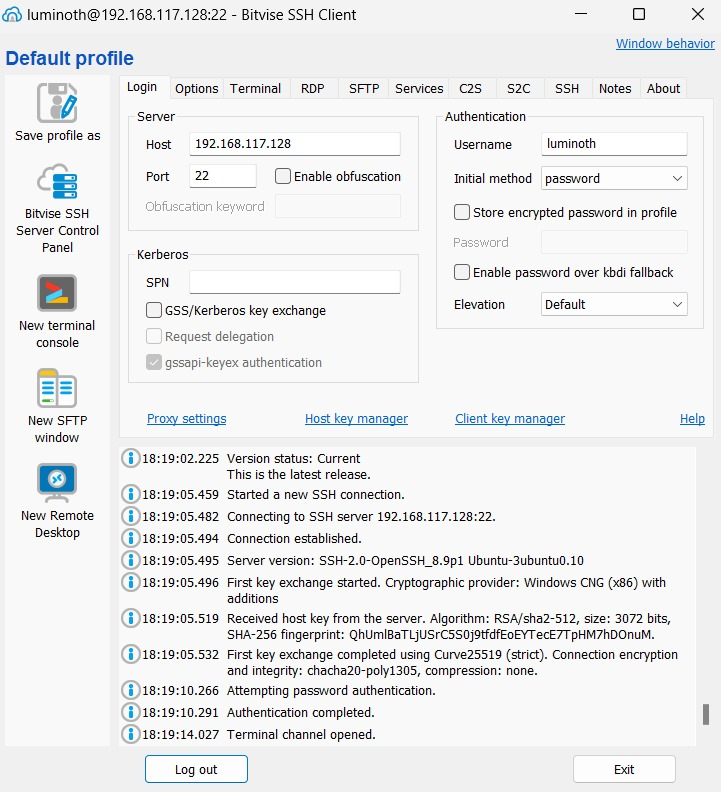 luminoth@192.168.117.128:22 - Bitvise SSH Client
Window behavior
Default profile
Save profile as
Bitvise SSH
Server Control
Panel
New terminal
console
New SFTP
window
New Remote
Desktop
Login Options Terminal RDP SFTP Services C2S S2C SSH Notes About
Server
Host 192.168.117.128
Port 22 Enable obfuscation
Obfuscation keyword
Kerberos
SPN
GSS/Kerberos key exchange
Request delegation
gssapi-keyex authentication
Authentication
Username luminoth
Initial method password
Store encrypted password in profile
Password
Enable password over kbdi fallback
Elevation Default
Proxy settings Host key manager Client key manager Help
18:19:02.225 Version status: Current
This is the latest release.
18:19:05.459 Started a new SSH connection.
18:19:05.482 Connecting to SSH server 192.168.117.128:22.
18:19:05.494 Connection established.
18:19:05.495 Server version: SSH-2.0-OpenSSH_8.9p1 Ubuntu-3ubuntu0.10
18:19:05.496 First key exchange started. Cryptographic provider: Windows CNG (x86) with
additions
18:19:05.519 Received host key from the server. Algorithm: RSA/sha2-512, size: 3072 bits,
SHA-256 fingerprint: QhUmlBaTLjUSrC5S0j9tfdfEoEYTecE7TpHM7hDOnuM.
18:19:05.532 First key exchange completed using Curve25519 (strict). Connection encryption
and integrity: chacha20-poly1305, compression: none.
18:19:10.266 Attempting password authentication.
18:19:10.291 Authentication completed.
18:19:14.027 Terminal channel opened.
Log out Exit